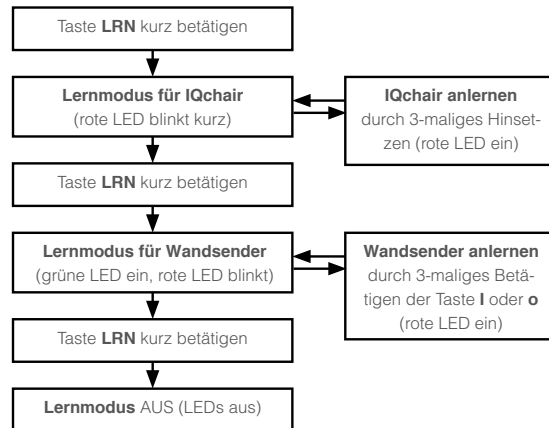 Taste LRN kurz betätigen
Lernmodus für IQchair
(rote LED blinkt kurz)
IQchair anlernen
durch 3-maliges Hinset-
zen (rote LED ein)
Taste LRN kurz betätigen
Lernmodus für Wandsender
(grüne LED ein, rote LED blinkt)
Wandsender anlernen
durch 3-maliges Betä-
tigen der Taste I oder o
(rote LED ein)
Taste LRN kurz betätigen
Lernmodus AUS (LEDs aus)